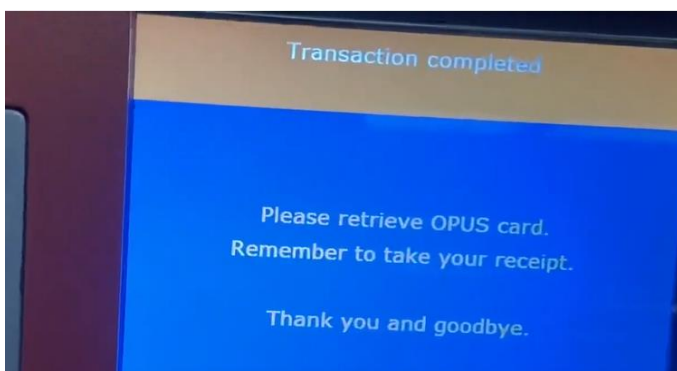 Transaction completed
Please retrieve OPUS card.
Remember to take your receipt.
Thank you and goodbye.